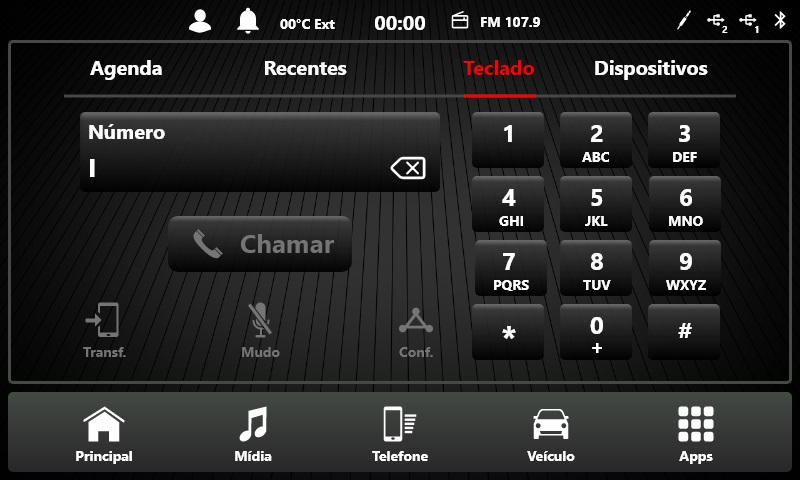 00°C Ext 00:00 FM 107.9 2 1
Agenda Recentes Teclado Dispositivos
Número
Chamar
Transf. Mudo Conf.
1 2 3
ABC DEF
4 5 6
GHI JKL MNO
7 8 9
PQRS TUV WXYZ
* 0 #
+
Principal Mídia Telefone Veículo Apps